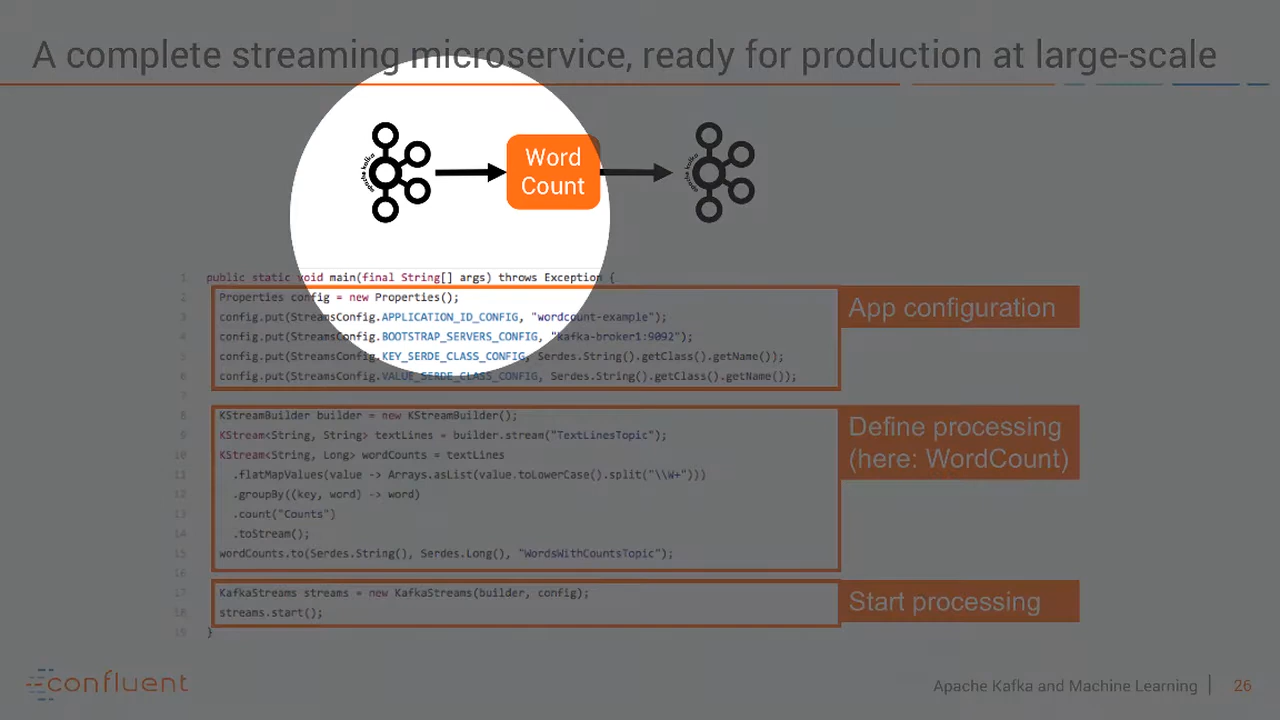 A complete streaming microservice, ready for production at large-scale
apache kafka
Word
Count
apache kafka
1 public static void main(final String[] args) throws Exception {
2 Properties config = new Properties();
3 config.put(StreamsConfig.APPLICATION_ID_CONFIG, "wordcount-example");
4 config.put(StreamsConfig.BOOTSTRAP_SERVERS_CONFIG, "kafka-broker1:9092");
5 config.put(StreamsConfig.KEY_SERDE_CLASS_CONFIG, Serdes.String().getClass().getName());
6 config.put(StreamsConfig.VALUE_SERDE_CLASS_CONFIG, Serdes.String().getClass().getName());
7
App configuration
8 KStreamBuilder builder = new KStreamBuilder();
9 KStream<String, String> textLines = builder.stream("TextLinesTopic");
10 KStream<String, Long> wordCounts = textLines
11 .flatMapValues(value -> Arrays.asList(value.toLowerCase().split("\\W+")))
12 .groupBy((key, word) -> word)
13 .count("Counts")
14 .toStream();
15 wordCounts.to(Serdes.String(), Serdes.Long(), "WordsWithCountsTopic");
16
Define processing
(here: WordCount)
17 KafkaStreams streams = new KafkaStreams(builder, config);
18 streams.start();
19 }
Start processing
confluent
Apache Kafka and Machine Learning | 26